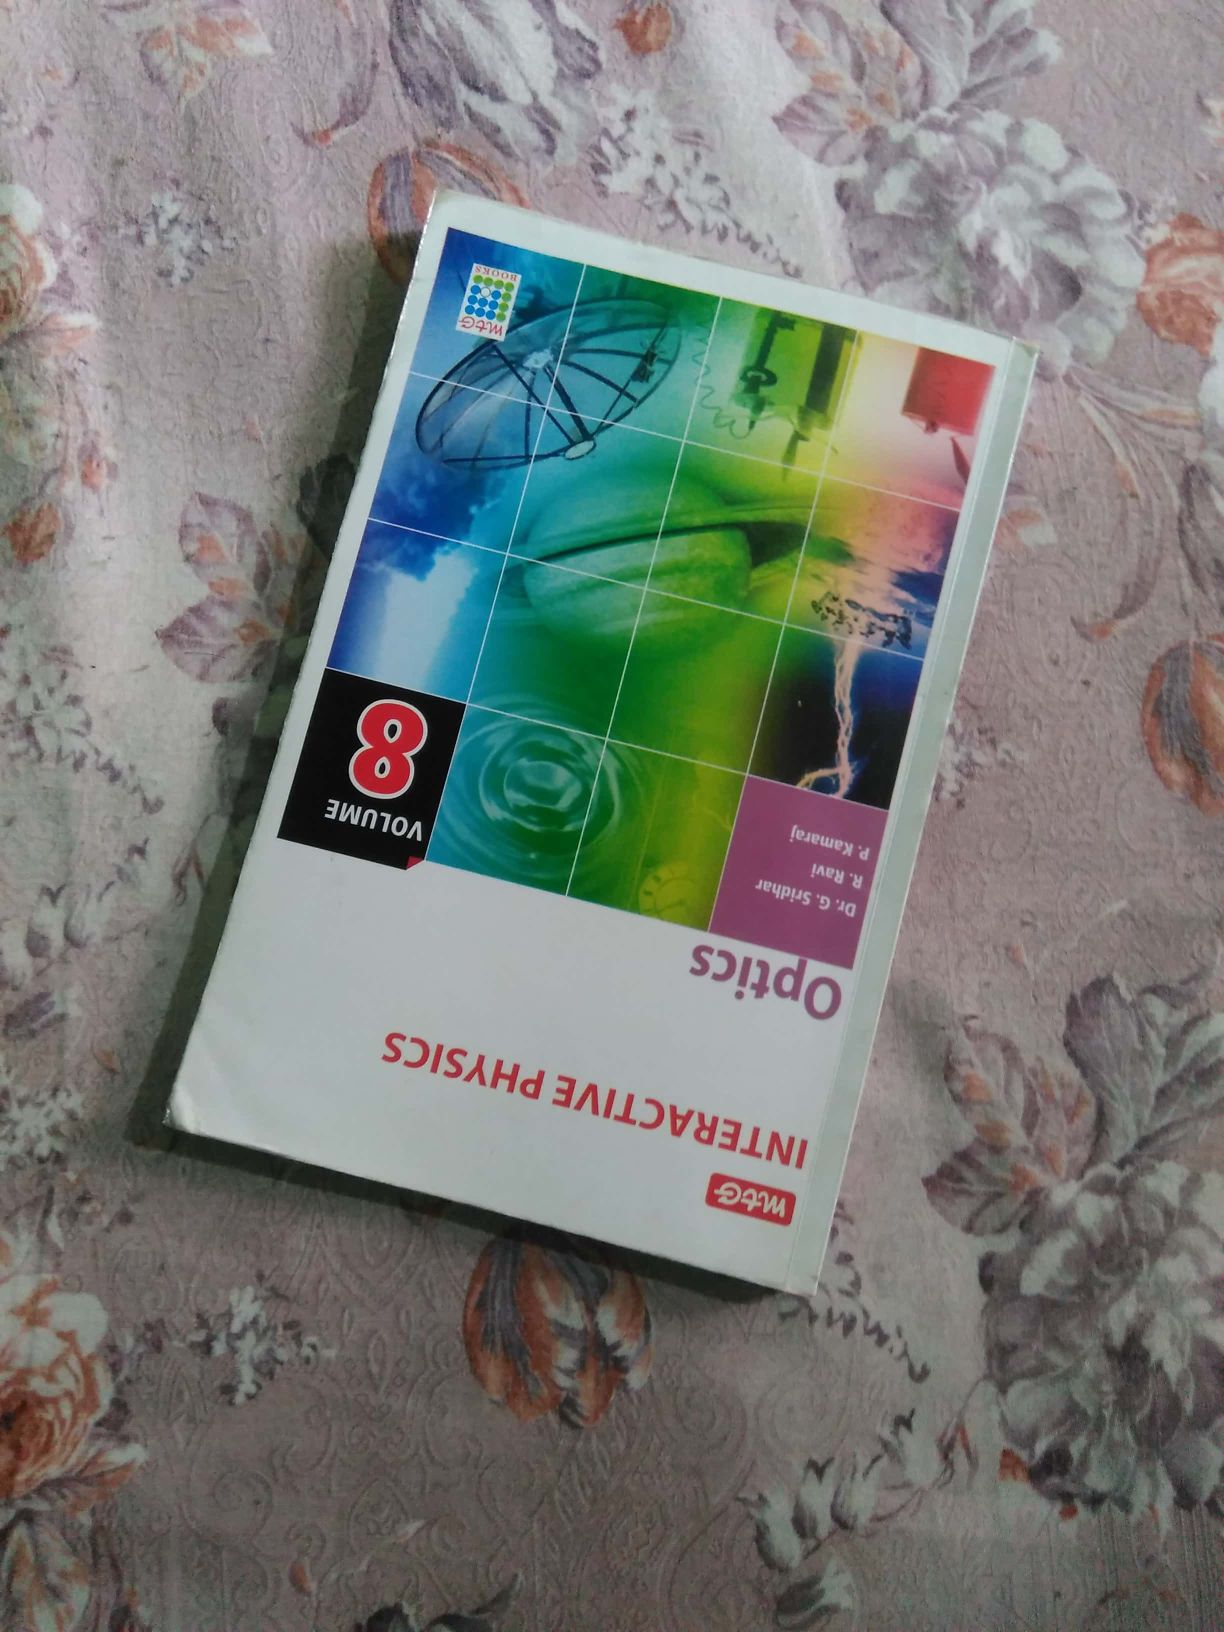 mtG
INTERACTIVE PHYSICS
Optics
Dr. G. Sridhar
R. Ravi
P. Kamaraj
VOLUME
8
mtG
BOOKS